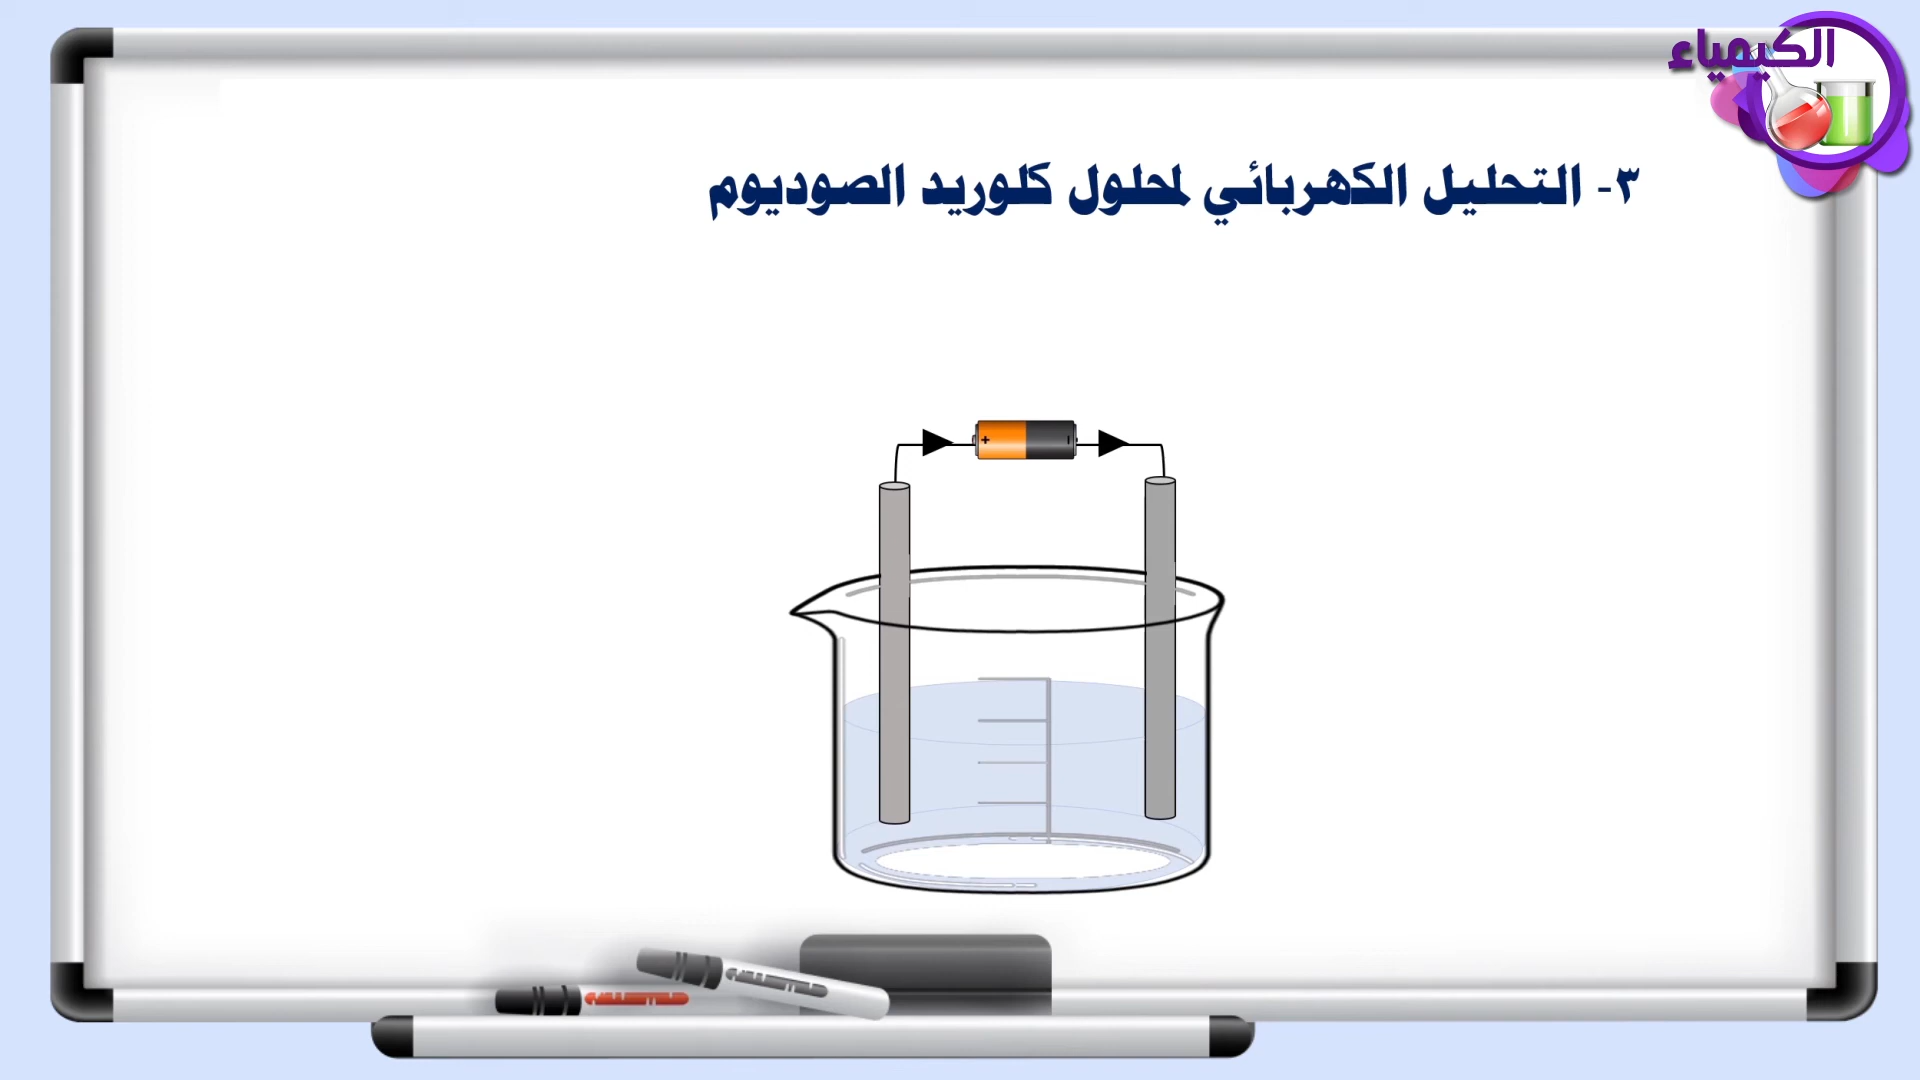 الكيمياء
٣- التحليل الكهربائي لمحلول كلوريد الصوديوم
+ -